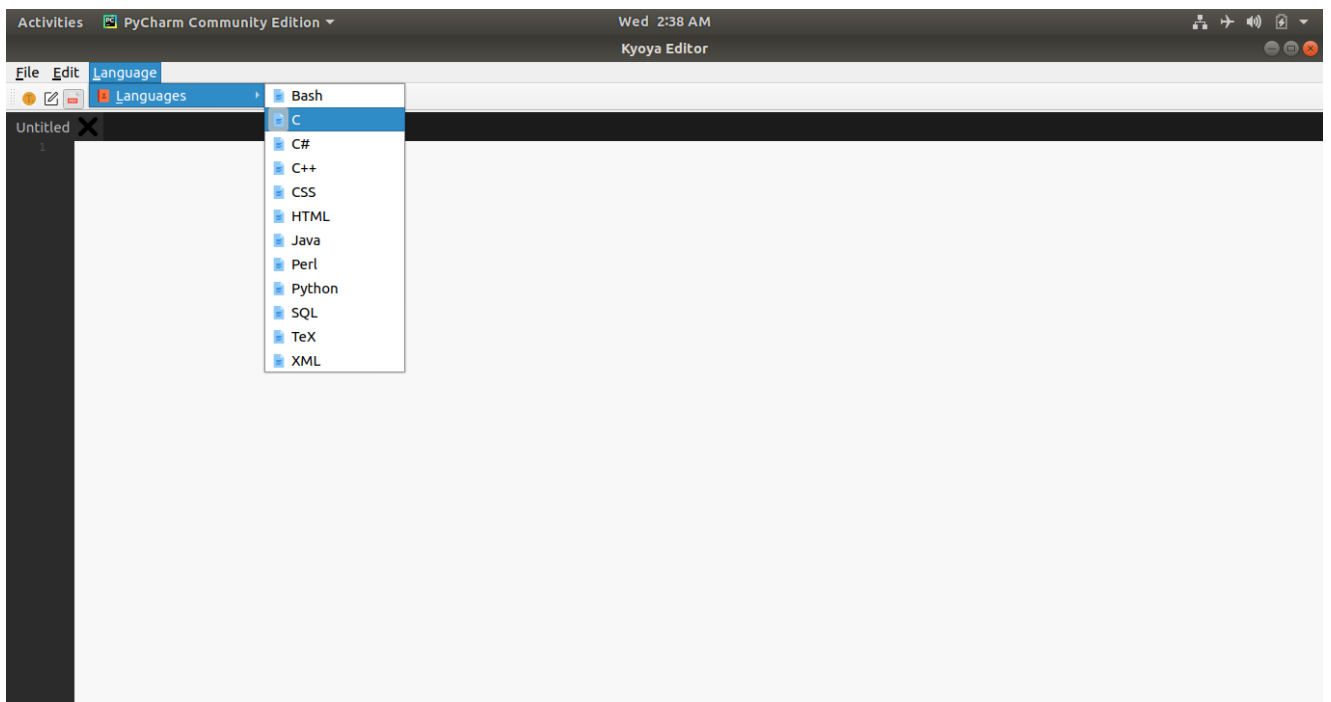 Activities PyCharm Community Edition Wed 2:38 AM
Kyoya Editor
File Edit Language
Languages
Bash
C
C#
C++
CSS
HTML
Java
Perl
Python
SQL
TeX
XML
Untitled
1